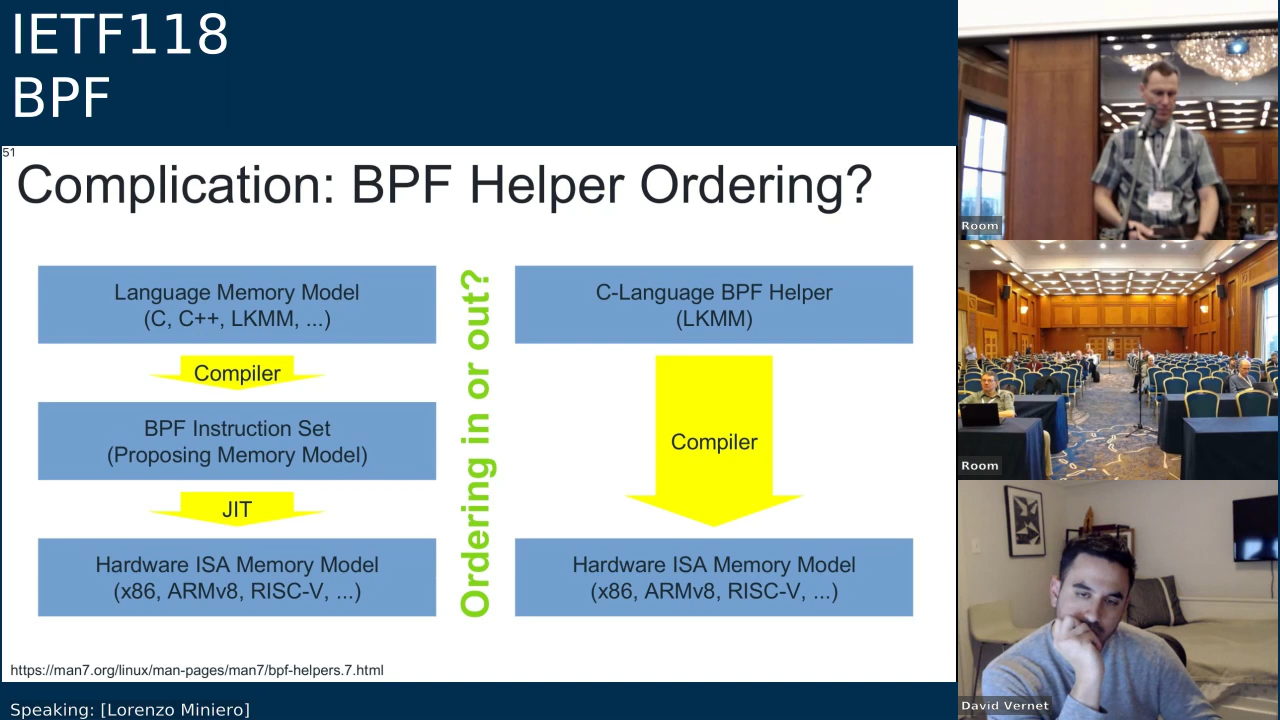 IETF118
BPF
51
Complication: BPF Helper Ordering?
Language Memory Model
(C, C++, LKMM, ...)
Compiler
BPF Instruction Set
(Proposing Memory Model)
JIT
Hardware ISA Memory Model
(x86, ARMv8, RISC-V, ...)
Ordering in or out?
C-Language BPF Helper
(LKMM)
Compiler
Hardware ISA Memory Model
(x86, ARMv8, RISC-V, ...)
https://man7.org/linux/man-pages/man7/bpf-helpers.7.html
Speaking: [Lorenzo Miniero]
Room
Room
David Vernet